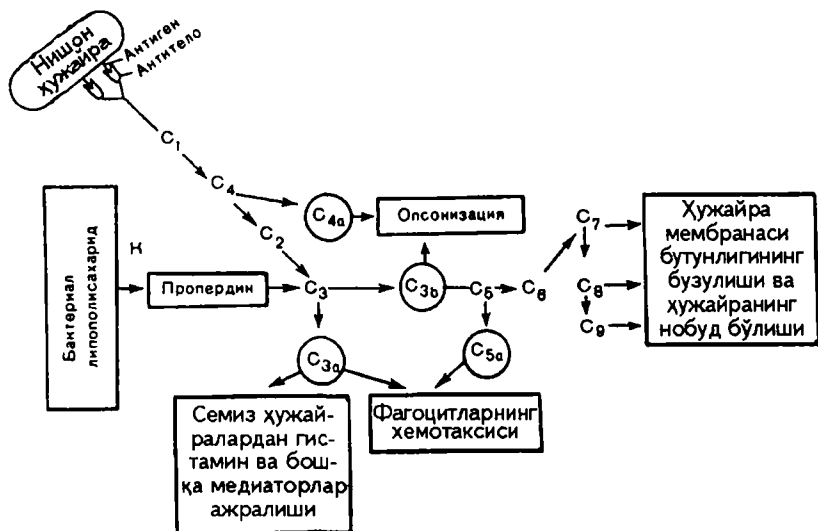 Нишон
ҳужайра
Антиген
Антитело
C₁
C₄
C₂
C₄ₐ
Опсонизация
Бактериал
липополисахарид
К
Пропердин
C₃
C₃b
C₅
C₆
C₇
C₈
C₉
Ҳужайра
мембранаси
бутунлигининг
бузулиши ва
ҳужайранинг
нобуд бўлиши
C₃ₐ
C₅ₐ
Семиз ҳужай-
ралардан гис-
тамин ва бош-
қа медиаторлар
ажралиши
Фагоцитларнинг
хемотаксиси